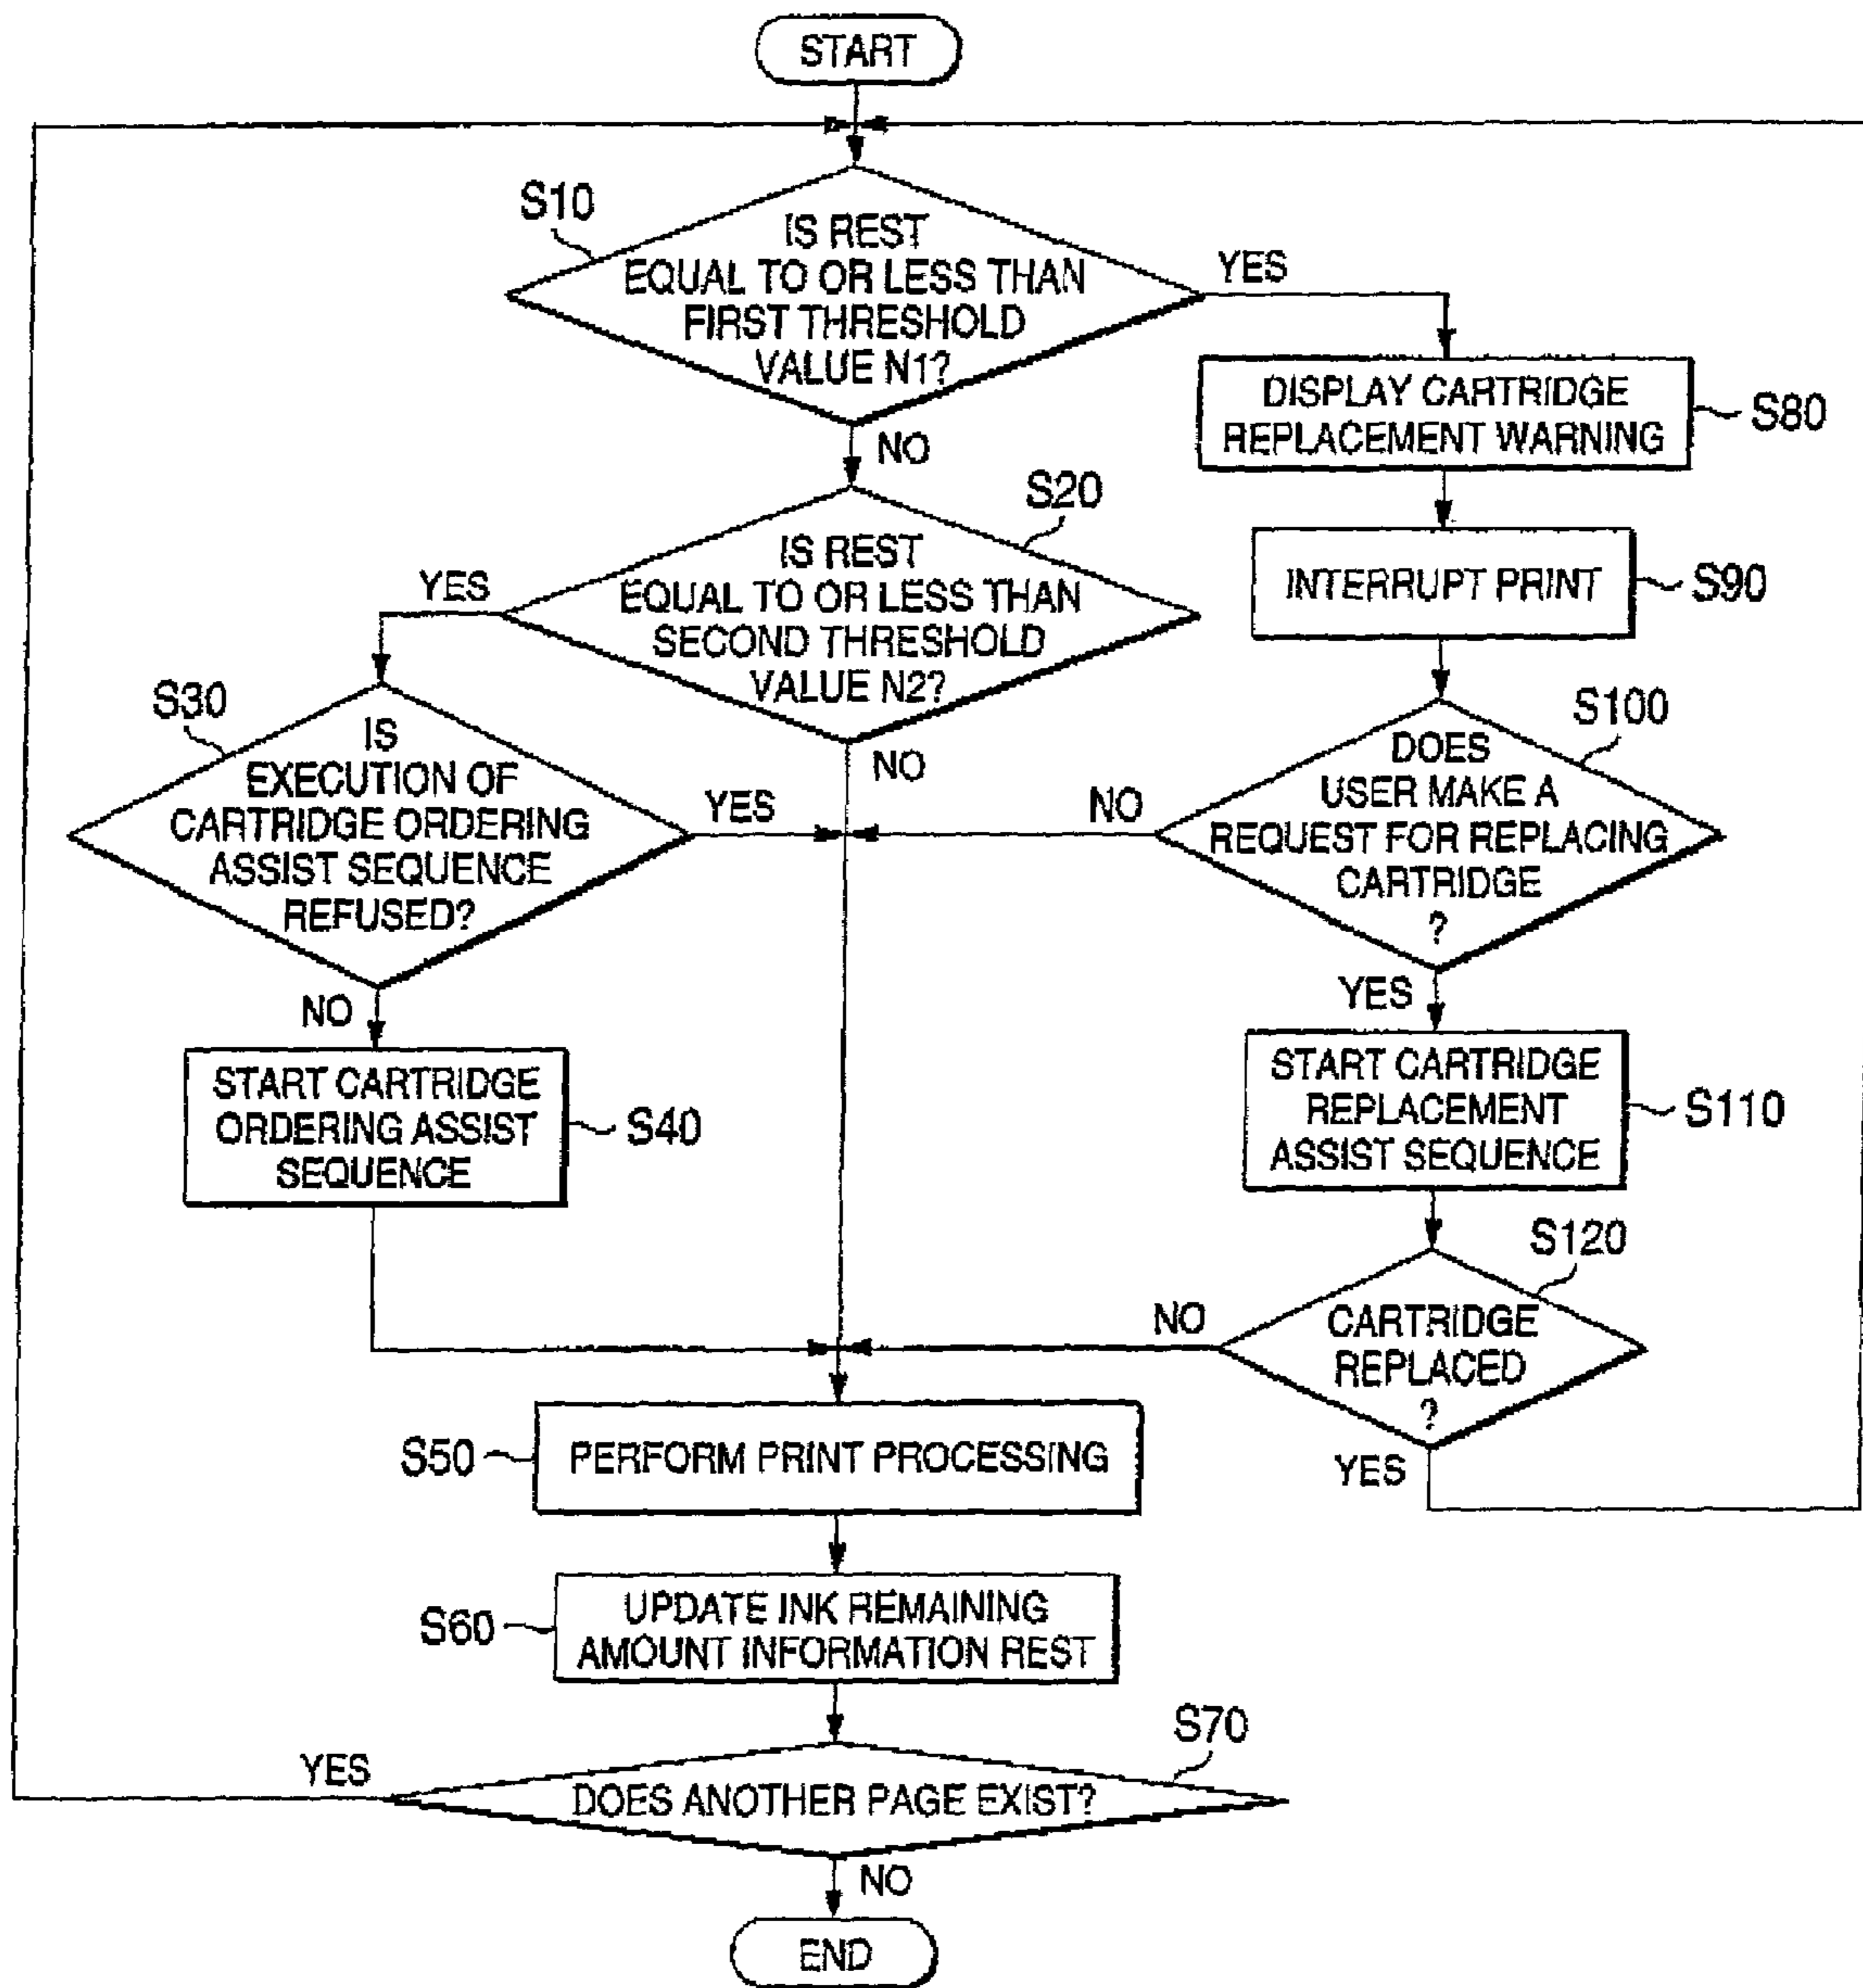 START
S10
IS REST
EQUAL TO OR LESS THAN
FIRST THRESHOLD
VALUE N1?
YES
NO
DISPLAY CARTRIDGE
REPLACEMENT WARNING
S80
S20
IS REST
EQUAL TO OR LESS THAN
SECOND THRESHOLD
VALUE N2?
YES
NO
INTERRUPT PRINT
S90
S30
IS
EXECUTION OF
CARTRIDGE ORDERING
ASSIST SEQUENCE
REFUSED?
YES
NO
S100
DOES
USER MAKE A
REQUEST FOR REPLACING
CARTRIDGE
?
NO
YES
START CARTRIDGE
ORDERING ASSIST
SEQUENCE
S40
START CARTRIDGE
REPLACEMENT
ASSIST SEQUENCE
S110
S120
CARTRIDGE
REPLACED
?
NO
YES
S50
PERFORM PRINT PROCESSING
S60
UPDATE INK REMAINING
AMOUNT INFORMATION REST
S70
DOES ANOTHER PAGE EXIST?
YES
NO
END